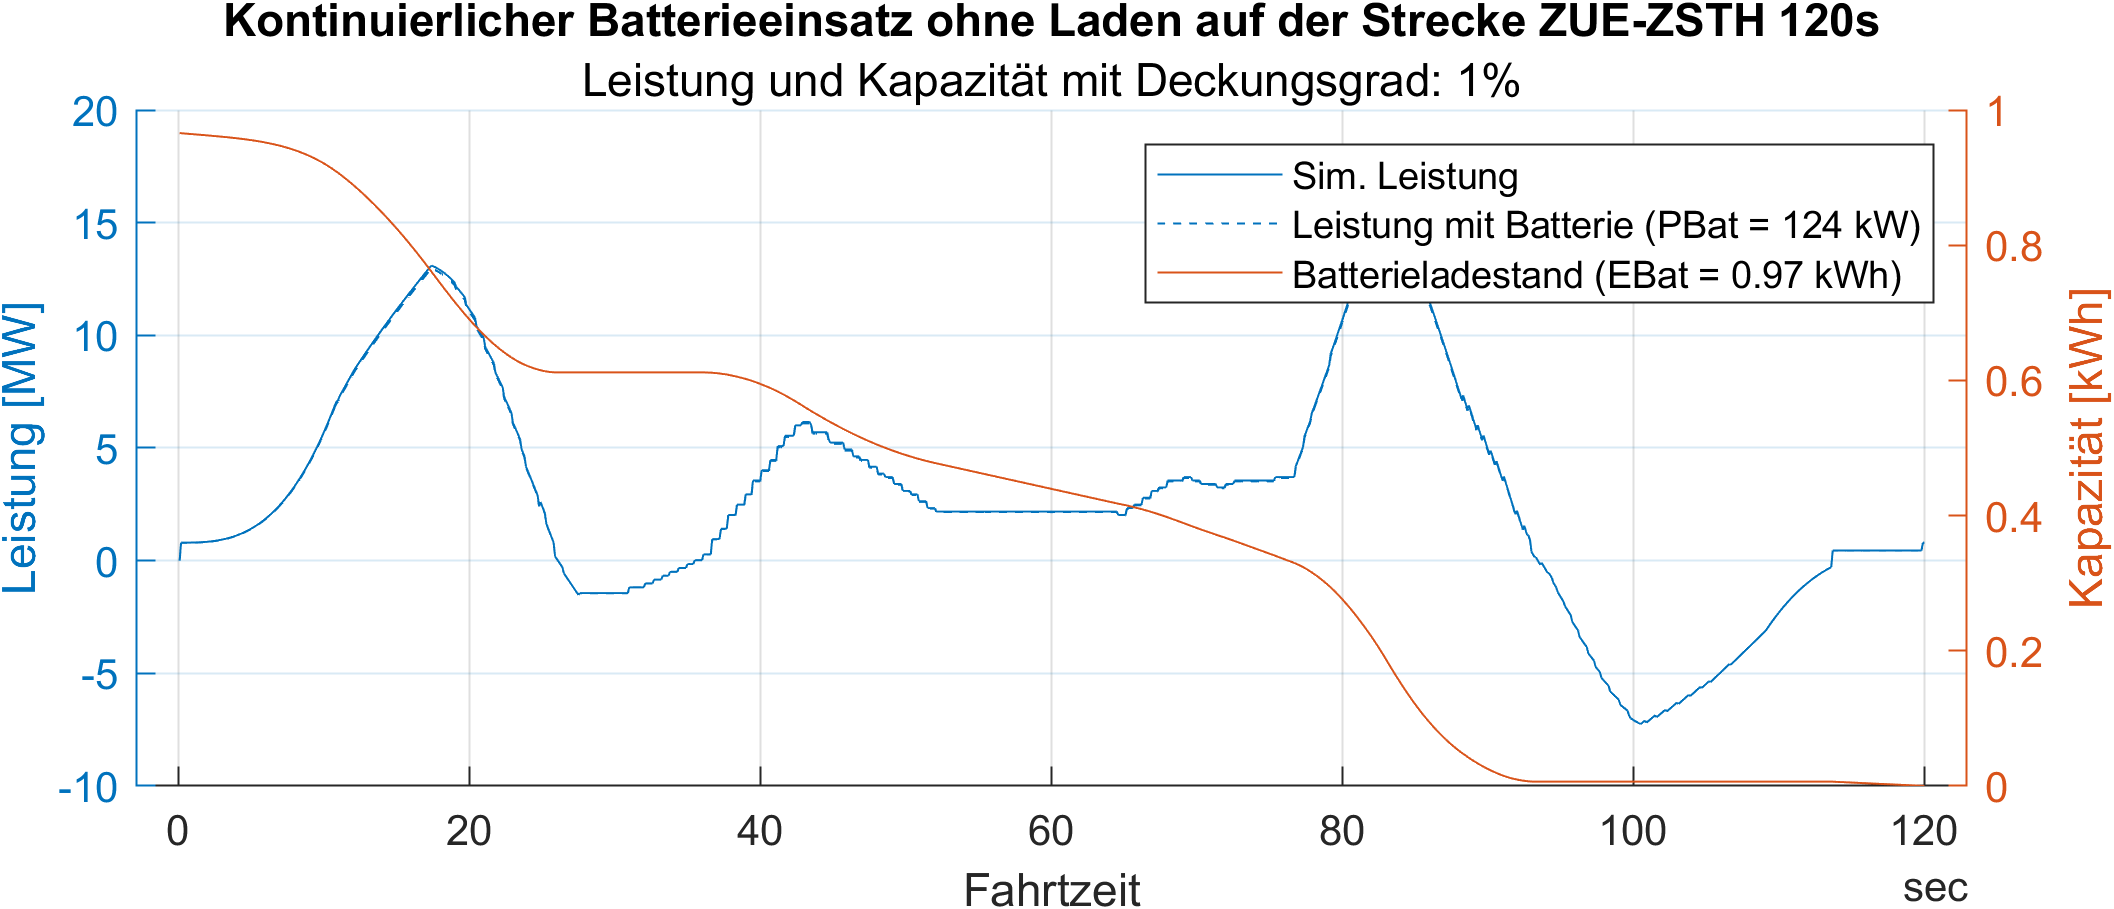 Kontinuierlicher Batterieeinsatz ohne Laden auf der Strecke ZUE-ZSTH 120s
Leistung und Kapazität mit Deckungsgrad: 1%
Leistung [MW]
20
15
10
5
0
-5
-10
Sim. Leistung
Leistung mit Batterie (PBat = 124 kW)
Batterieladestand (EBat = 0.97 kWh)
1
0.8
0.6
0.4
0.2
0
Kapazität [kWh]
0 20 40 60 80 100 120
Fahrtzeit
sec